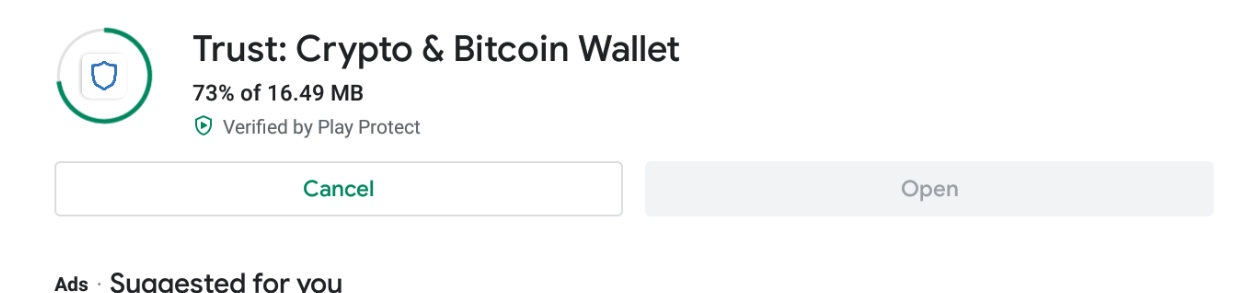 Trust: Crypto & Bitcoin Wallet
73% of 16.49 MB
Verified by Play Protect
Cancel
Open
Ads · Suggested for you